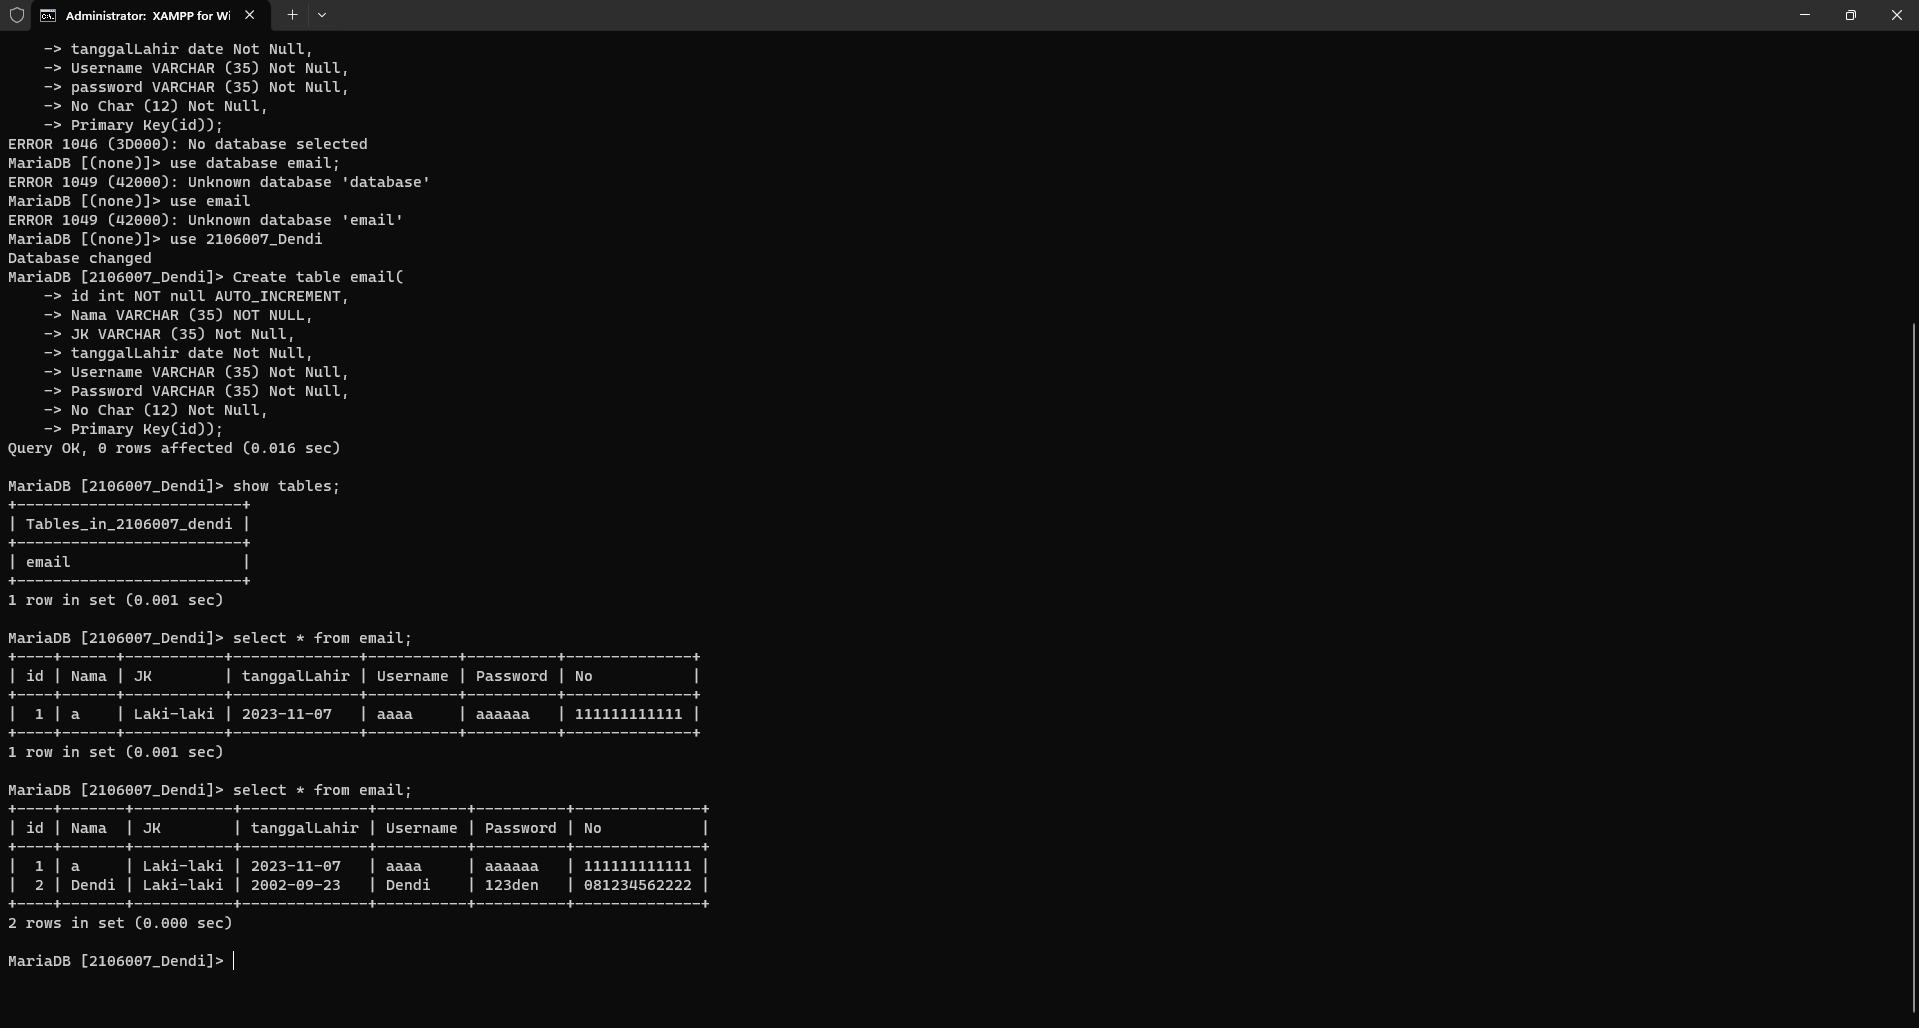 Administrator: XAMPP for Wi
-> tanggalLahir date Not Null,
-> Username VARCHAR (35) Not Null,
-> password VARCHAR (35) Not Null,
-> No Char (12) Not Null,
-> Primary Key(id));
ERROR 1046 (3D000): No database selected
MariaDB [(none)]> use database email;
ERROR 1049 (42000): Unknown database 'database'
MariaDB [(none)]> use email
ERROR 1049 (42000): Unknown database 'email'
MariaDB [(none)]> use 2106007_Dendi
Database changed
MariaDB [2106007_Dendi]> Create table email(
-> id int NOT null AUTO_INCREMENT,
-> Nama VARCHAR (35) NOT NULL,
-> JK VARCHAR (35) Not Null,
-> tanggalLahir date Not Null,
-> Username VARCHAR (35) Not Null,
-> Password VARCHAR (35) Not Null,
-> No Char (12) Not Null,
-> Primary Key(id));
Query OK, 0 rows affected (0.016 sec)
MariaDB [2106007_Dendi]> show tables;
+-------------------------+
| Tables_in_2106007_dendi |
+-------------------------+
| email                   |
+-------------------------+
1 row in set (0.001 sec)
MariaDB [2106007_Dendi]> select * from email;
+----+------+-----------+--------------+----------+----------+--------------+
| id | Nama | JK        | tanggalLahir | Username | Password | No           |
+----+------+-----------+--------------+----------+----------+--------------+
|  1 | a    | Laki-laki | 2023-11-07   | aaaa     | aaaaaa   | 111111111111 |
+----+------+-----------+--------------+----------+----------+--------------+
1 row in set (0.001 sec)
MariaDB [2106007_Dendi]> select * from email;
+----+-------+-----------+--------------+----------+----------+--------------+
| id | Nama  | JK        | tanggalLahir | Username | Password | No           |
+----+-------+-----------+--------------+----------+----------+--------------+
|  1 | a     | Laki-laki | 2023-11-07   | aaaa     | aaaaaa   | 111111111111 |
|  2 | Dendi | Laki-laki | 2002-09-23   | Dendi    | 123den   | 081234562222 |
+----+-------+-----------+--------------+----------+----------+--------------+
2 rows in set (0.000 sec)
MariaDB [2106007_Dendi]>